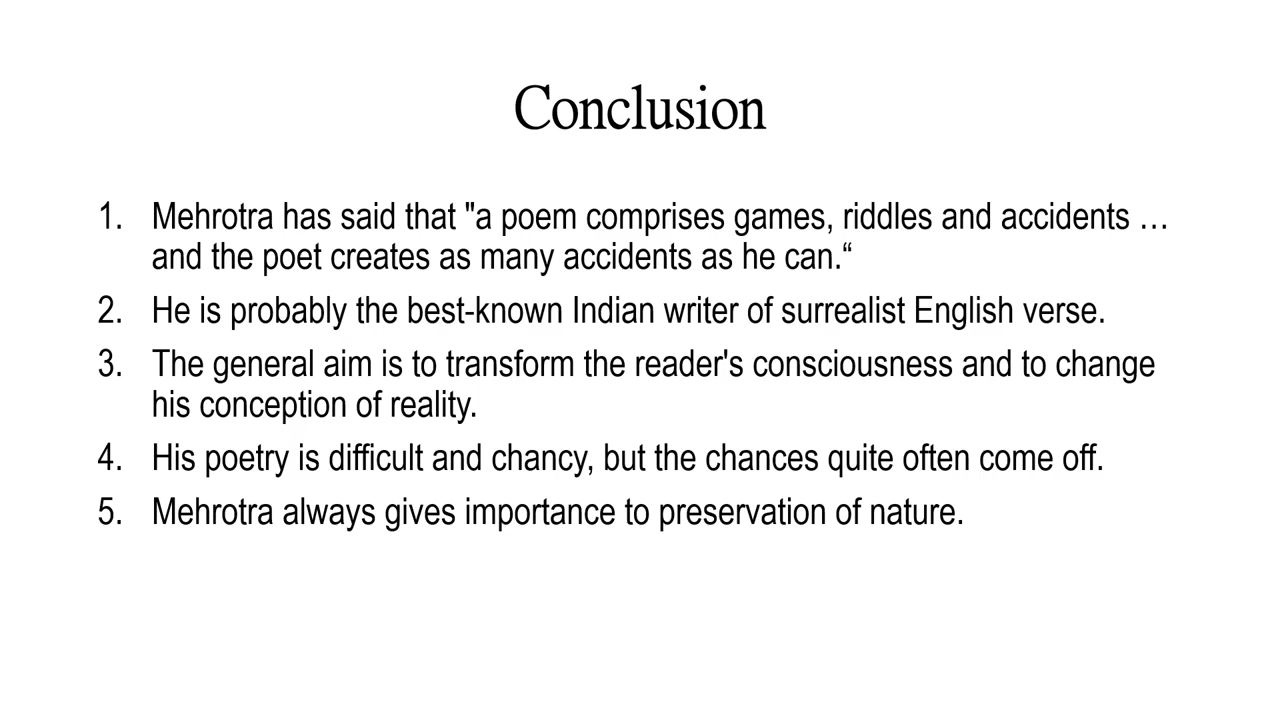 Conclusion
1. Mehrotra has said that "a poem comprises games, riddles and accidents …
and the poet creates as many accidents as he can.“
2. He is probably the best-known Indian writer of surrealist English verse.
3. The general aim is to transform the reader's consciousness and to change
his conception of reality.
4. His poetry is difficult and chancy, but the chances quite often come off.
5. Mehrotra always gives importance to preservation of nature.